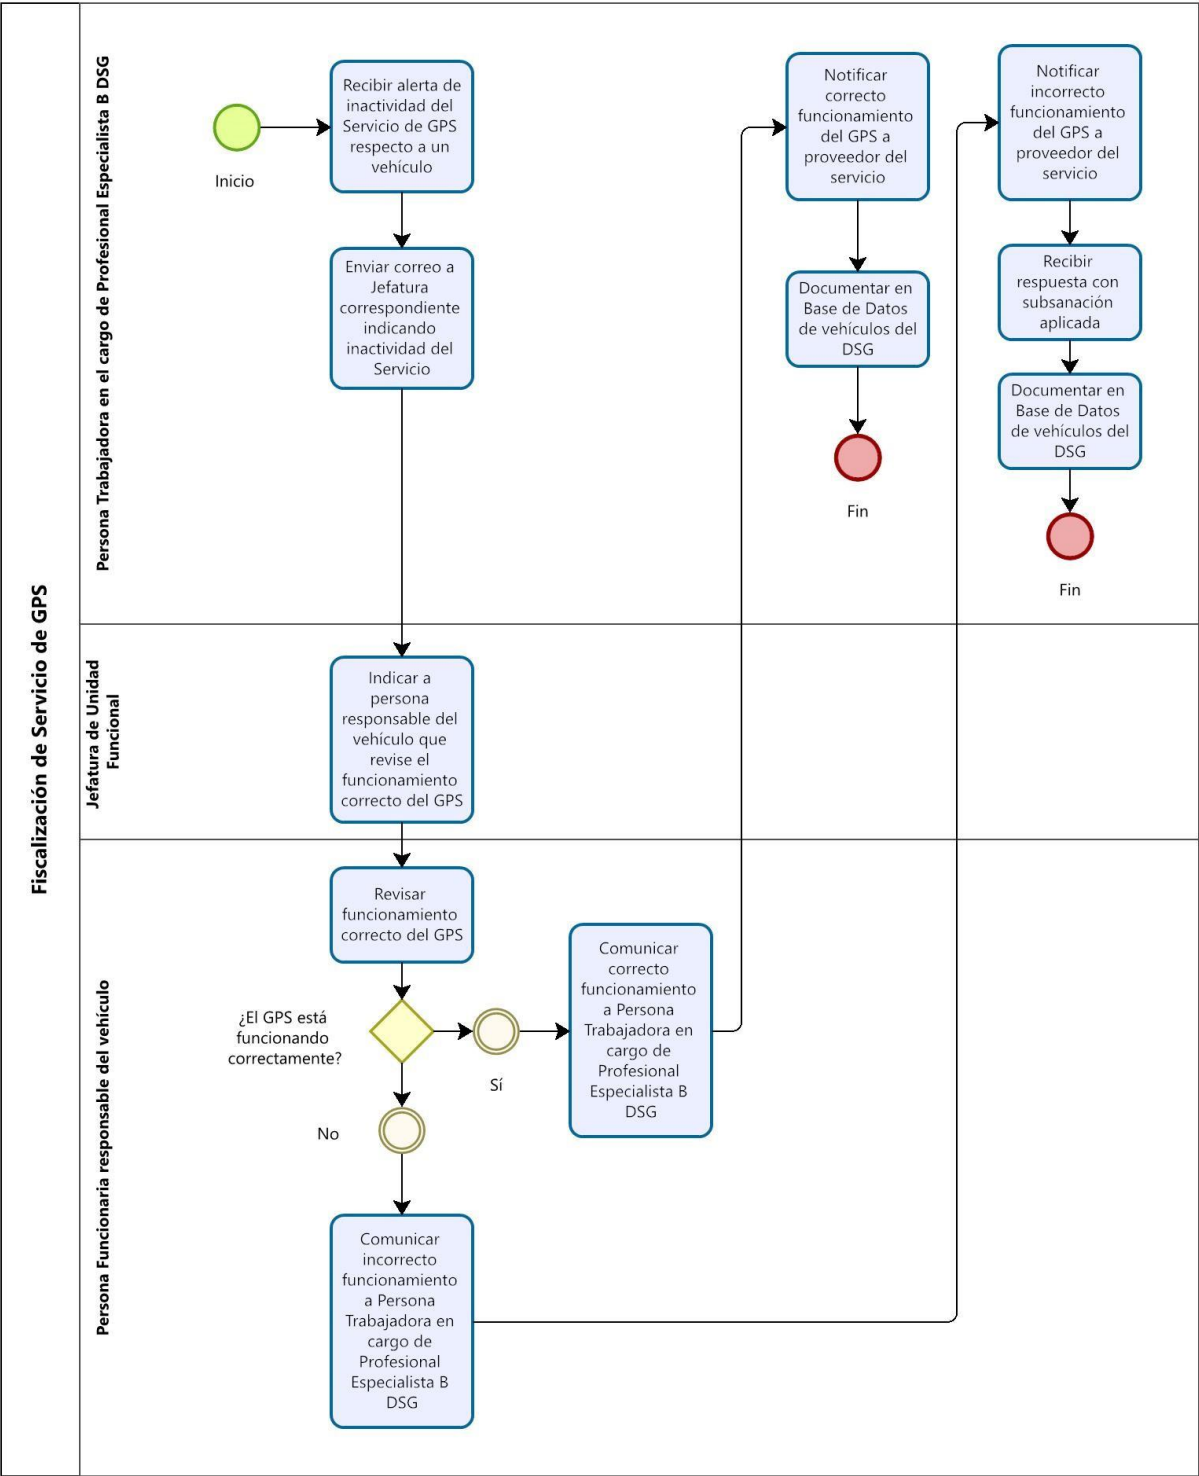 Fiscalización de Servicio de GPS
Persona Trabajadora en el cargo de Profesional Especialista B DSG
Inicio
Recibir alerta de
inactividad del
Servicio de GPS
respecto a un
vehículo
Enviar correo a
Jefatura
correspondiente
indicando
inactividad del
Servicio
Notificar
correcto
funcionamiento
del GPS a
proveedor del
servicio
Documentar en
Base de Datos
de vehículos del
DSG
Fin
Notificar
incorrecto
funcionamiento
del GPS a
proveedor del
servicio
Recibir
respuesta con
subsanación
aplicada
Documentar en
Base de Datos
de vehículos del
DSG
Fin
Jefatura de Unidad
Funcional
Indicar a
persona
responsable del
vehículo que
revise el
funcionamiento
correcto del GPS
Persona Funcionaria responsable del vehículo
Revisar
funcionamiento
correcto del GPS
¿El GPS está
funcionando
correctamente?
Sí
Comunicar
correcto
funcionamiento
a Persona
Trabajadora en
cargo de
Profesional
Especialista B
DSG
No
Comunicar
incorrecto
funcionamiento
a Persona
Trabajadora en
cargo de
Profesional
Especialista B
DSG